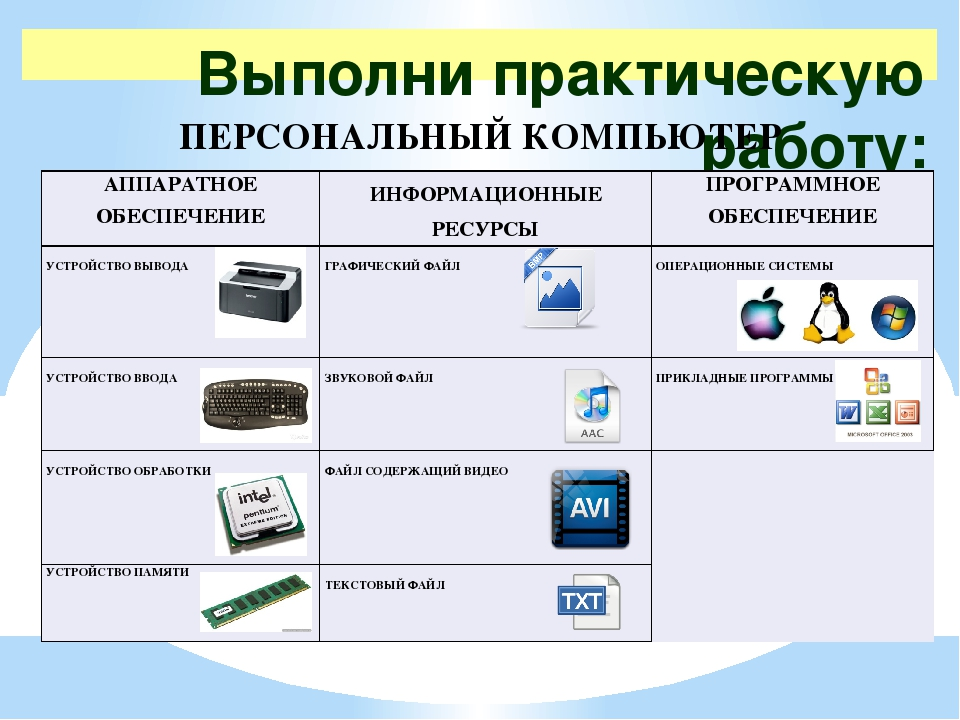 Выполни практическую
работу:
ПЕРСОНАЛЬНЫЙ КОМПЬЮТЕР
АППАРАТНОЕ
ОБЕСПЕЧЕНИЕ
ИНФОРМАЦИОННЫЕ
РЕСУРСЫ
ПРОГРАММНОЕ
ОБЕСПЕЧЕНИЕ
УСТРОЙСТВО ВЫВОДА
ГРАФИЧЕСКИЙ ФАЙЛ
BMP
ОПЕРАЦИОННЫЕ СИСТЕМЫ
УСТРОЙСТВО ВВОДА
ЗВУКОВОЙ ФАЙЛ
AAC
ПРИКЛАДНЫЕ ПРОГРАММЫ
MICROSOFT OFFICE 2003
УСТРОЙСТВО ОБРАБОТКИ
intel
pentium
EXTREME EDITION
ФАЙЛ СОДЕРЖАЩИЙ ВИДЕО
AVI
УСТРОЙСТВО ПАМЯТИ
ТЕКСТОВЫЙ ФАЙЛ
TXT